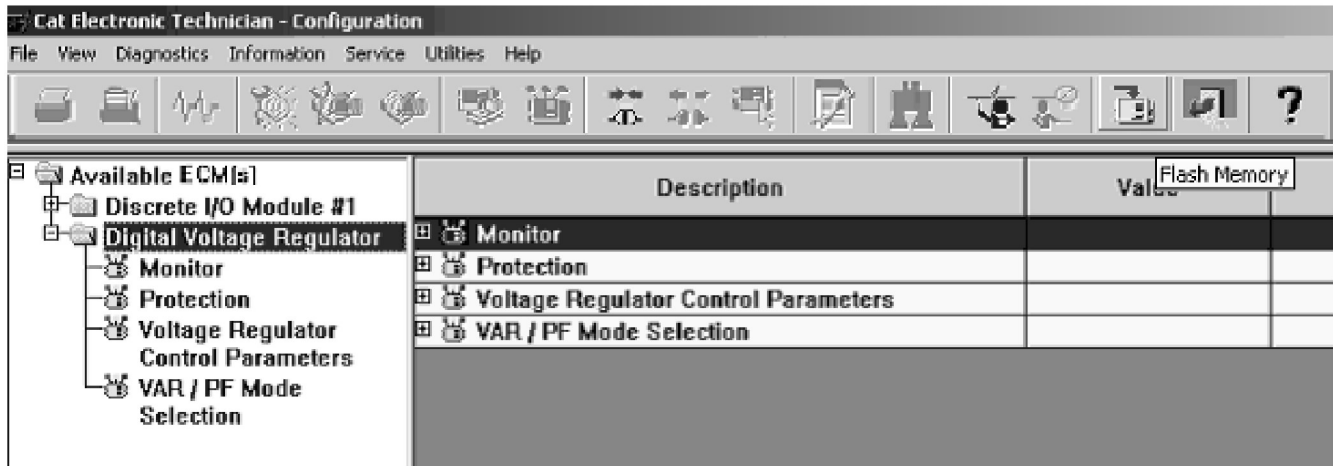 Cat Electronic Technician - Configuration
File View Diagnostics Information Service Utilities Help
?
Available ECM[s]
Discrete I/O Module #1
Digital Voltage Regulator
Monitor
Protection
Voltage Regulator
Control Parameters
VAR / PF Mode
Selection
Description
Flash Memory
Monitor
Protection
Voltage Regulator Control Parameters
VAR / PF Mode Selection